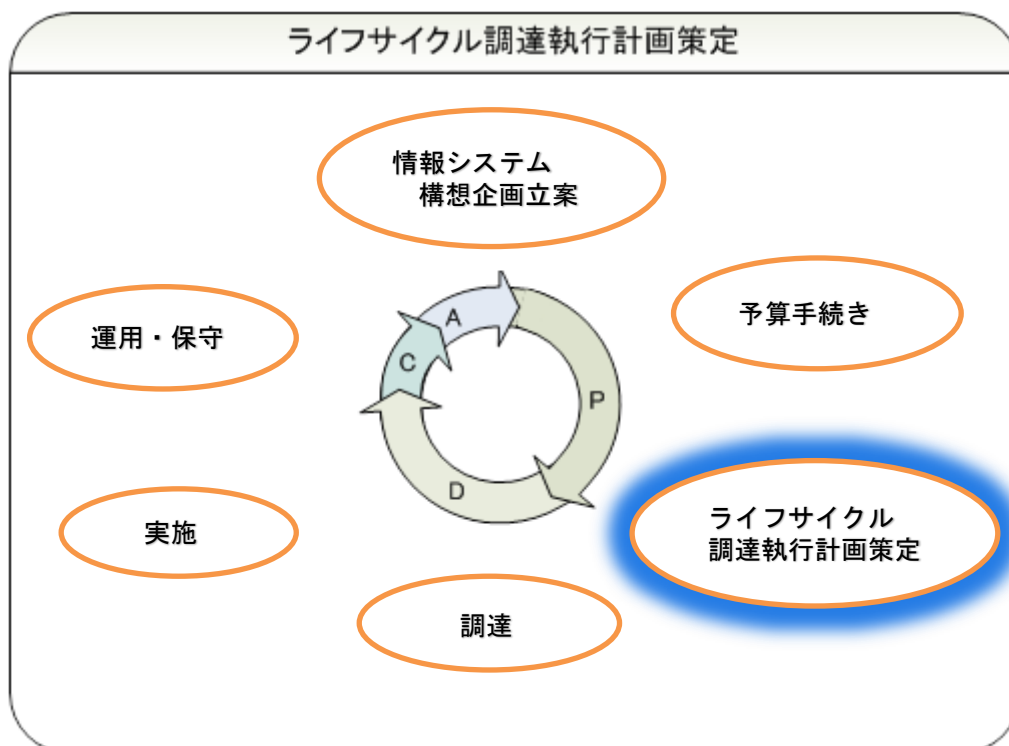 ライフサイクル調達執行計画策定
情報システム
構想企画立案
予算手続き
運用・保守
A
C
P
D
ライフサイクル
調達執行計画策定
実施
調達